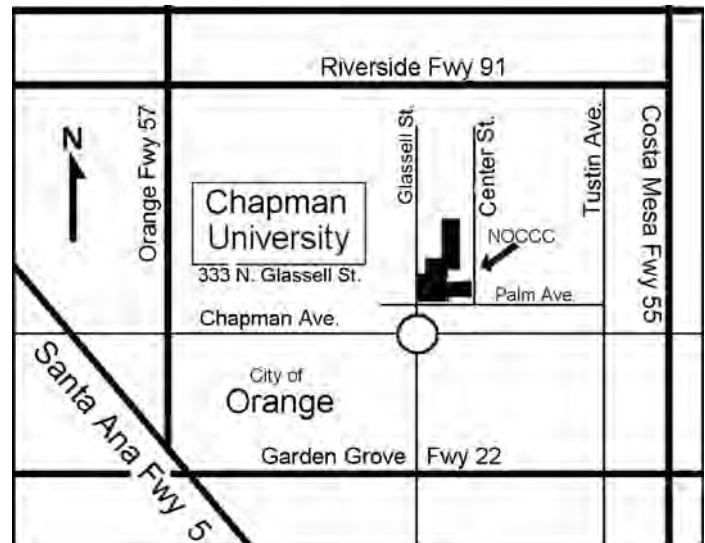 Riverside Fwy 91
N
Orange Fwy 57
Glassell St.
Center St.
Tustin Ave.
Costa Mesa Fwy 55
Chapman
University
333 N. Glassell St.
NOCCC
Palm Ave.
Chapman Ave.
City of
Orange
Santa Ana Fwy 5
Garden Grove Fwy 22